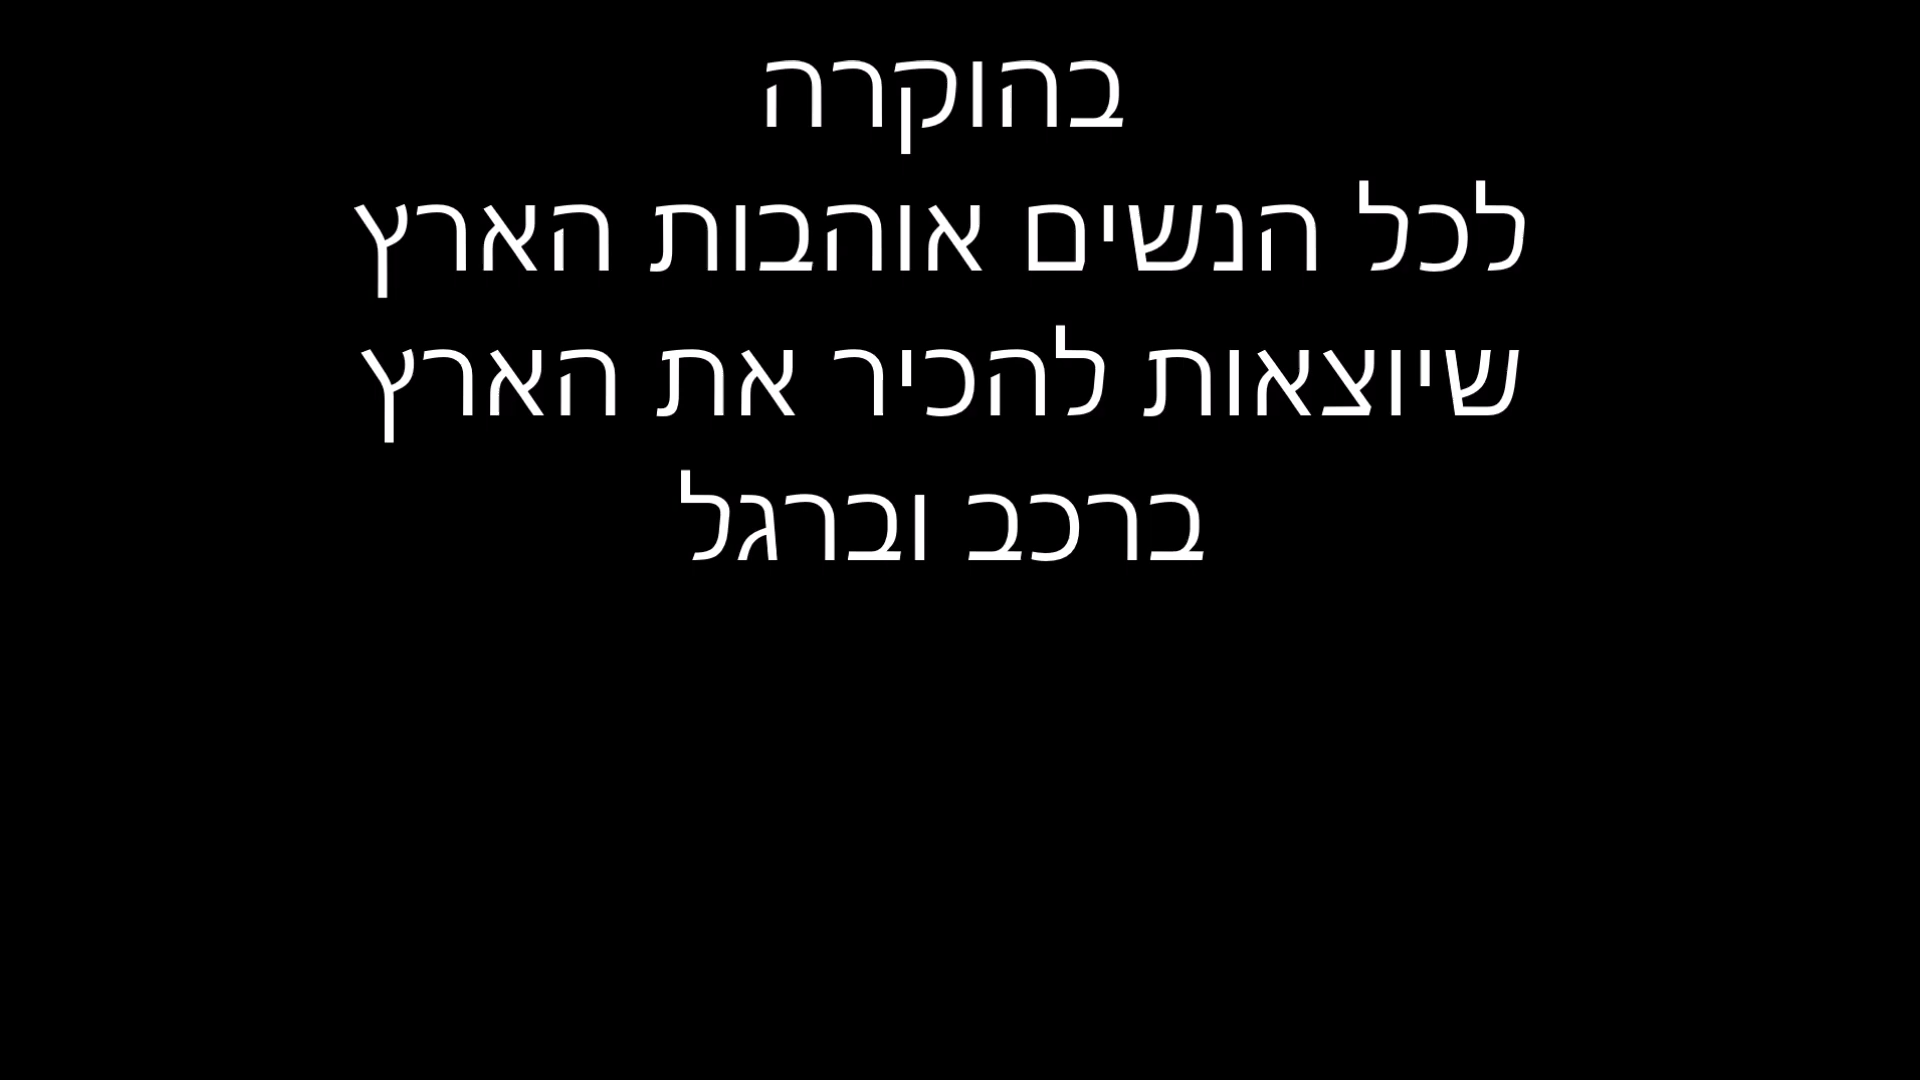 בהוקרה
לכל הנשים אוהבות הארץ
שיוצאות להכיר את הארץ
ברכב וברגל